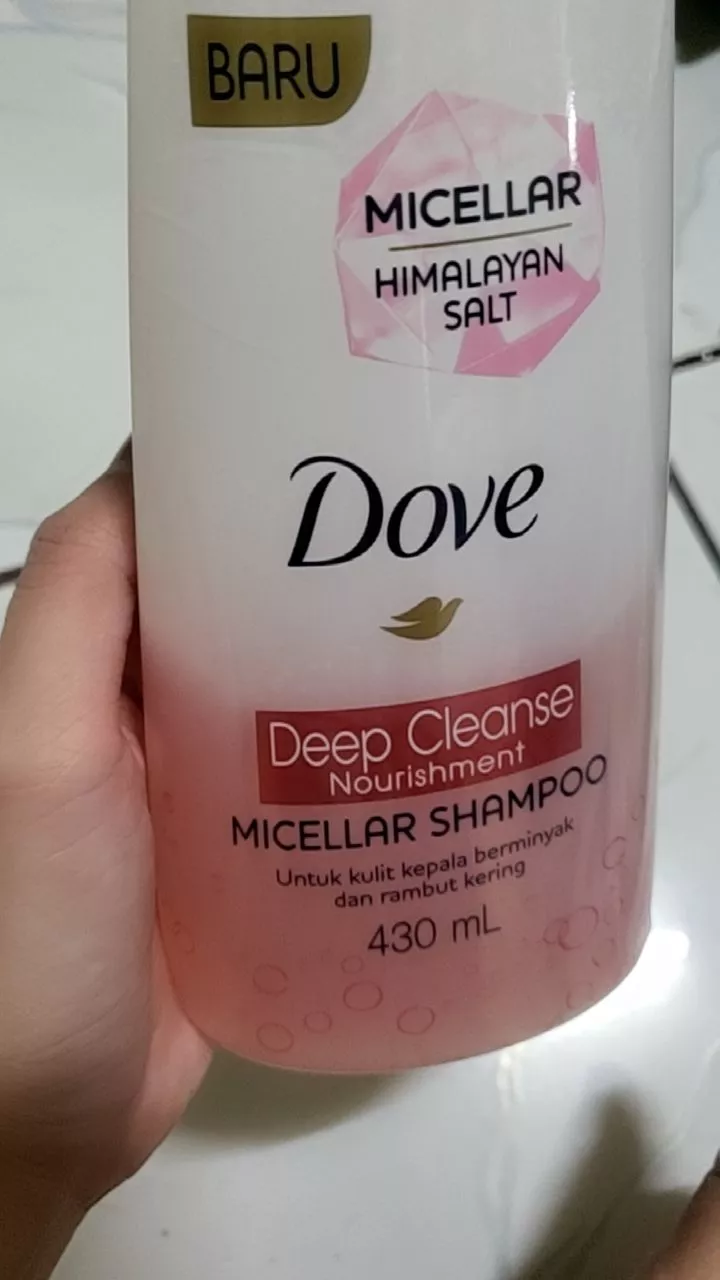 BARU
MICELLAR
HIMALAYAN
SALT
Dove
Deep Cleanse
Nourishment
MICELLAR SHAMPOO
Untuk kulit kepala berminyak
dan rambut kering
430 mL